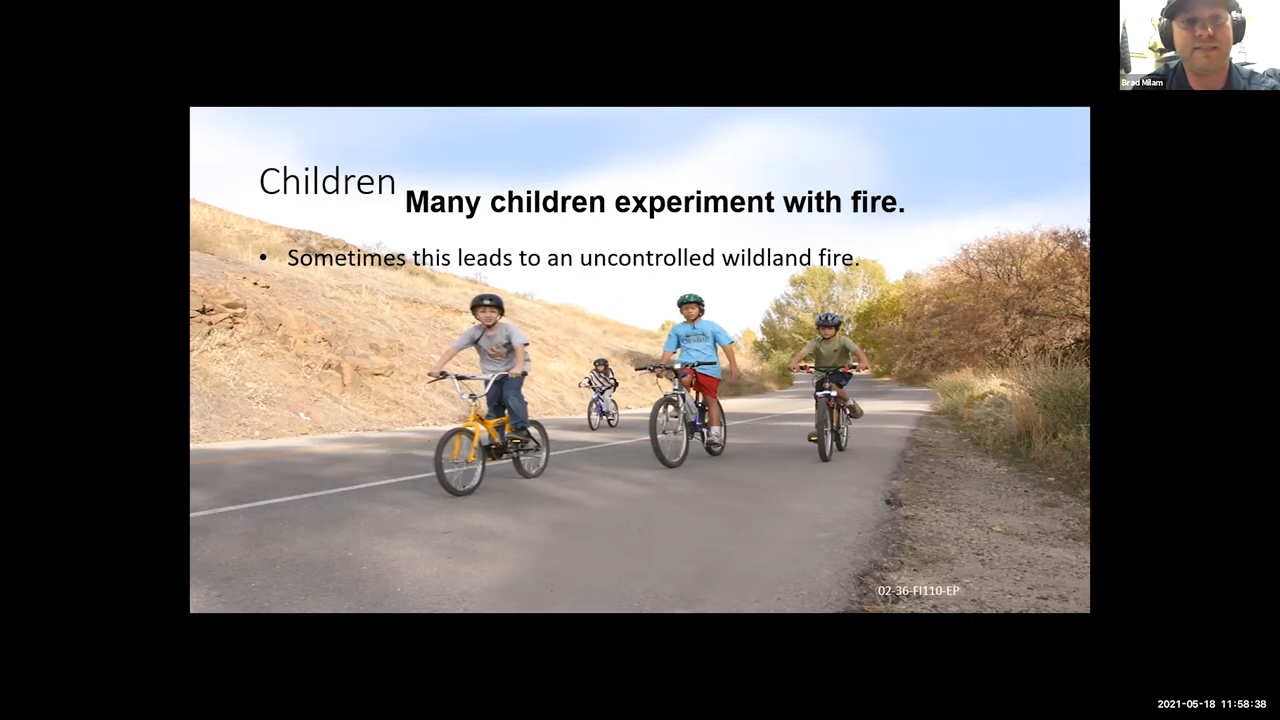 Brad Milam
Children
Many children experiment with fire.
• Sometimes this leads to an uncontrolled wildland fire.
02-36-FI110-EP
2021-05-18 11:58:38